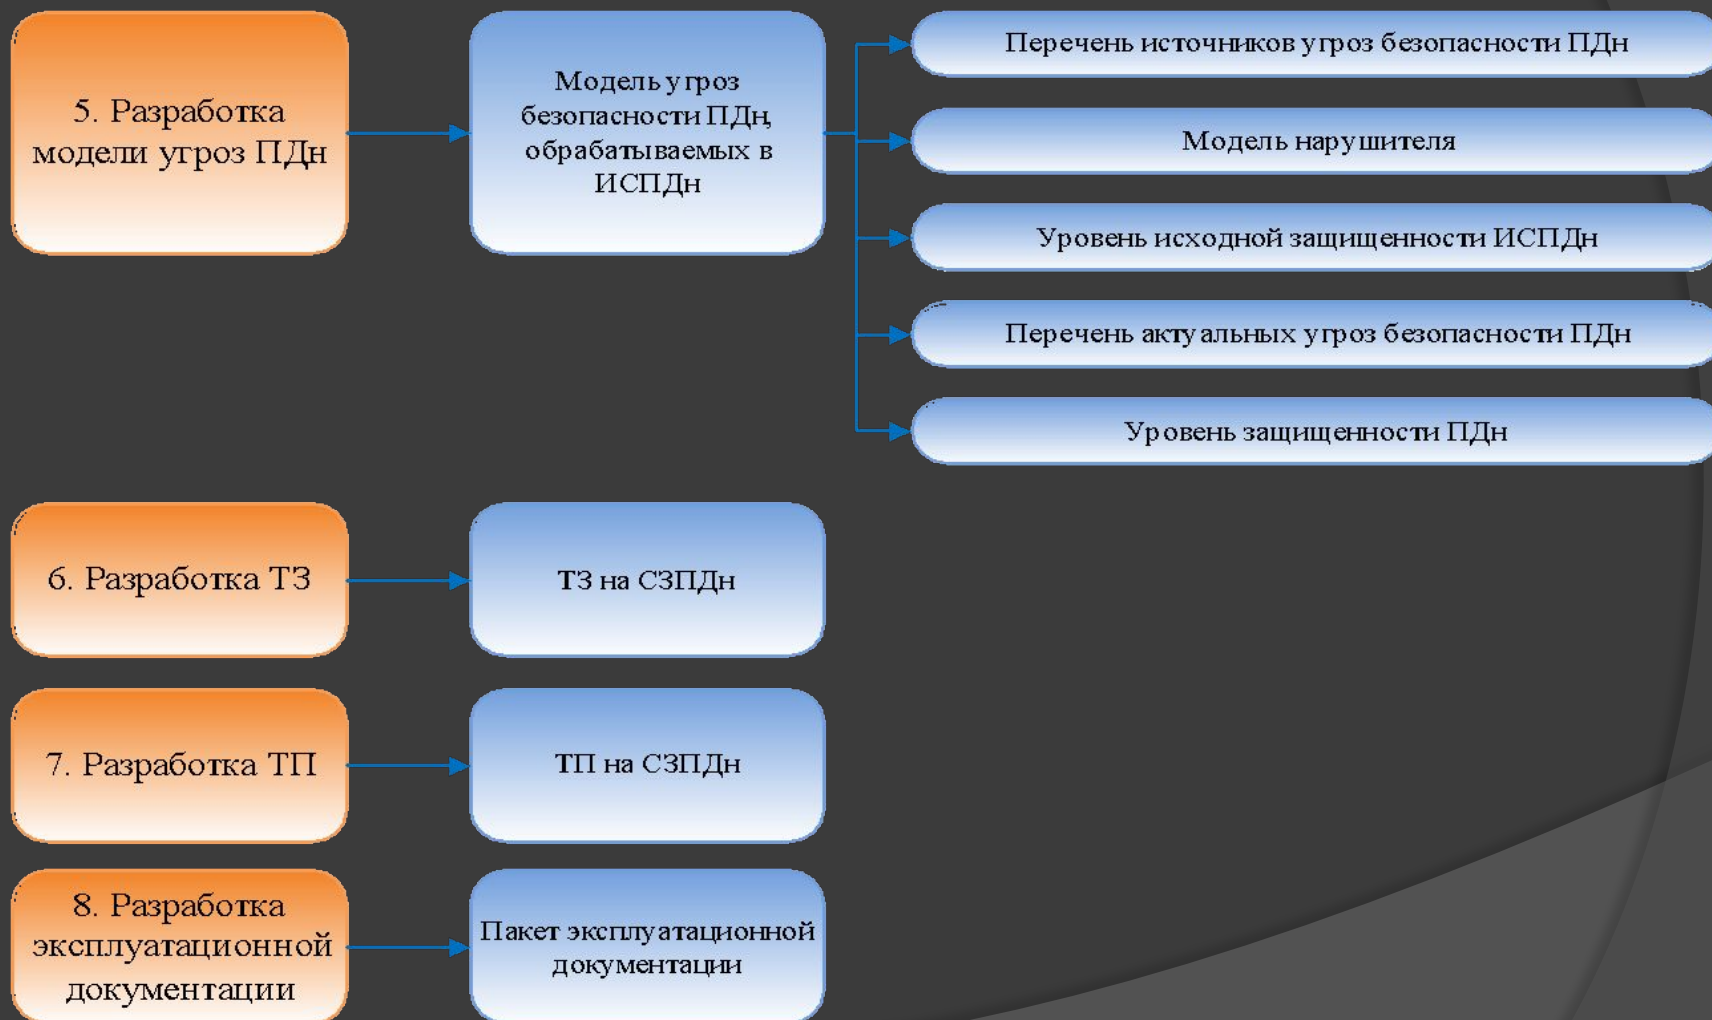 5. Разработка
модели угроз ПДн
Модель угроз
безопасности ПДн,
обрабатываемых в
ИСПДн
Перечень источников угроз безопасности ПДн
Модель нарушителя
Уровень исходной защищенности ИСПДн
Перечень актуальных угроз безопасности ПДн
Уровень защищенности ПДн
6. Разработка ТЗ
ТЗ на СЗПДн
7. Разработка ТП
ТП на СЗПДн
8. Разработка
эксплуатационной
документации
Пакет эксплуатационной
документации